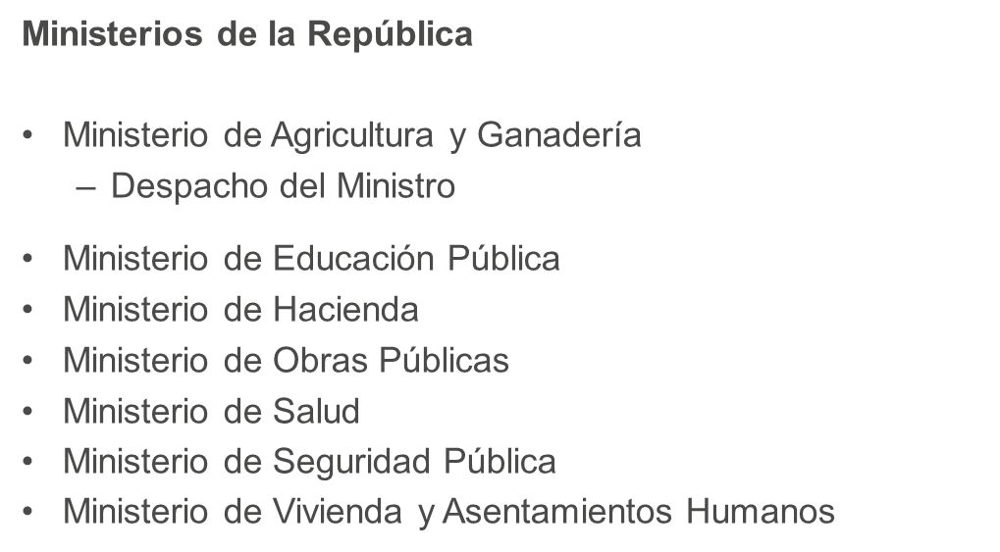 Ministerios de la República
• Ministerio de Agricultura y Ganadería
– Despacho del Ministro
• Ministerio de Educación Pública
• Ministerio de Hacienda
• Ministerio de Obras Públicas
• Ministerio de Salud
• Ministerio de Seguridad Pública
• Ministerio de Vivienda y Asentamientos Humanos